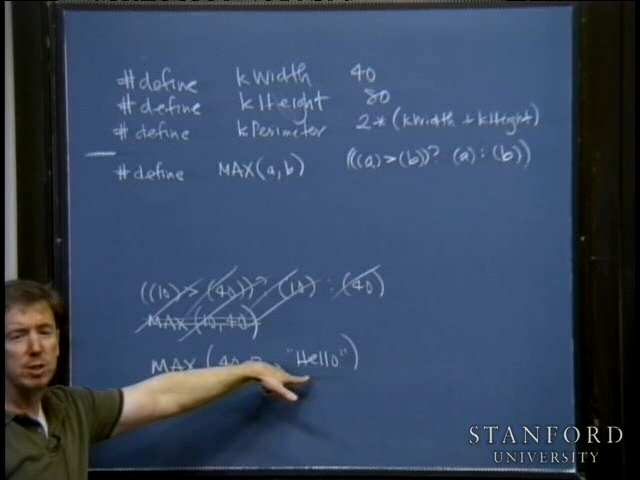 #define kWidth 40
#define kHeight 80
#define kPerimeter 2*(kWidth + kHeight)
#define MAX(a,b) (((a)>(b))? (a) : (b))
((10)>(40))? (10) : (40)
MAX(10,40)
MAX( "Hello")
STANFORD
UNIVERSITY